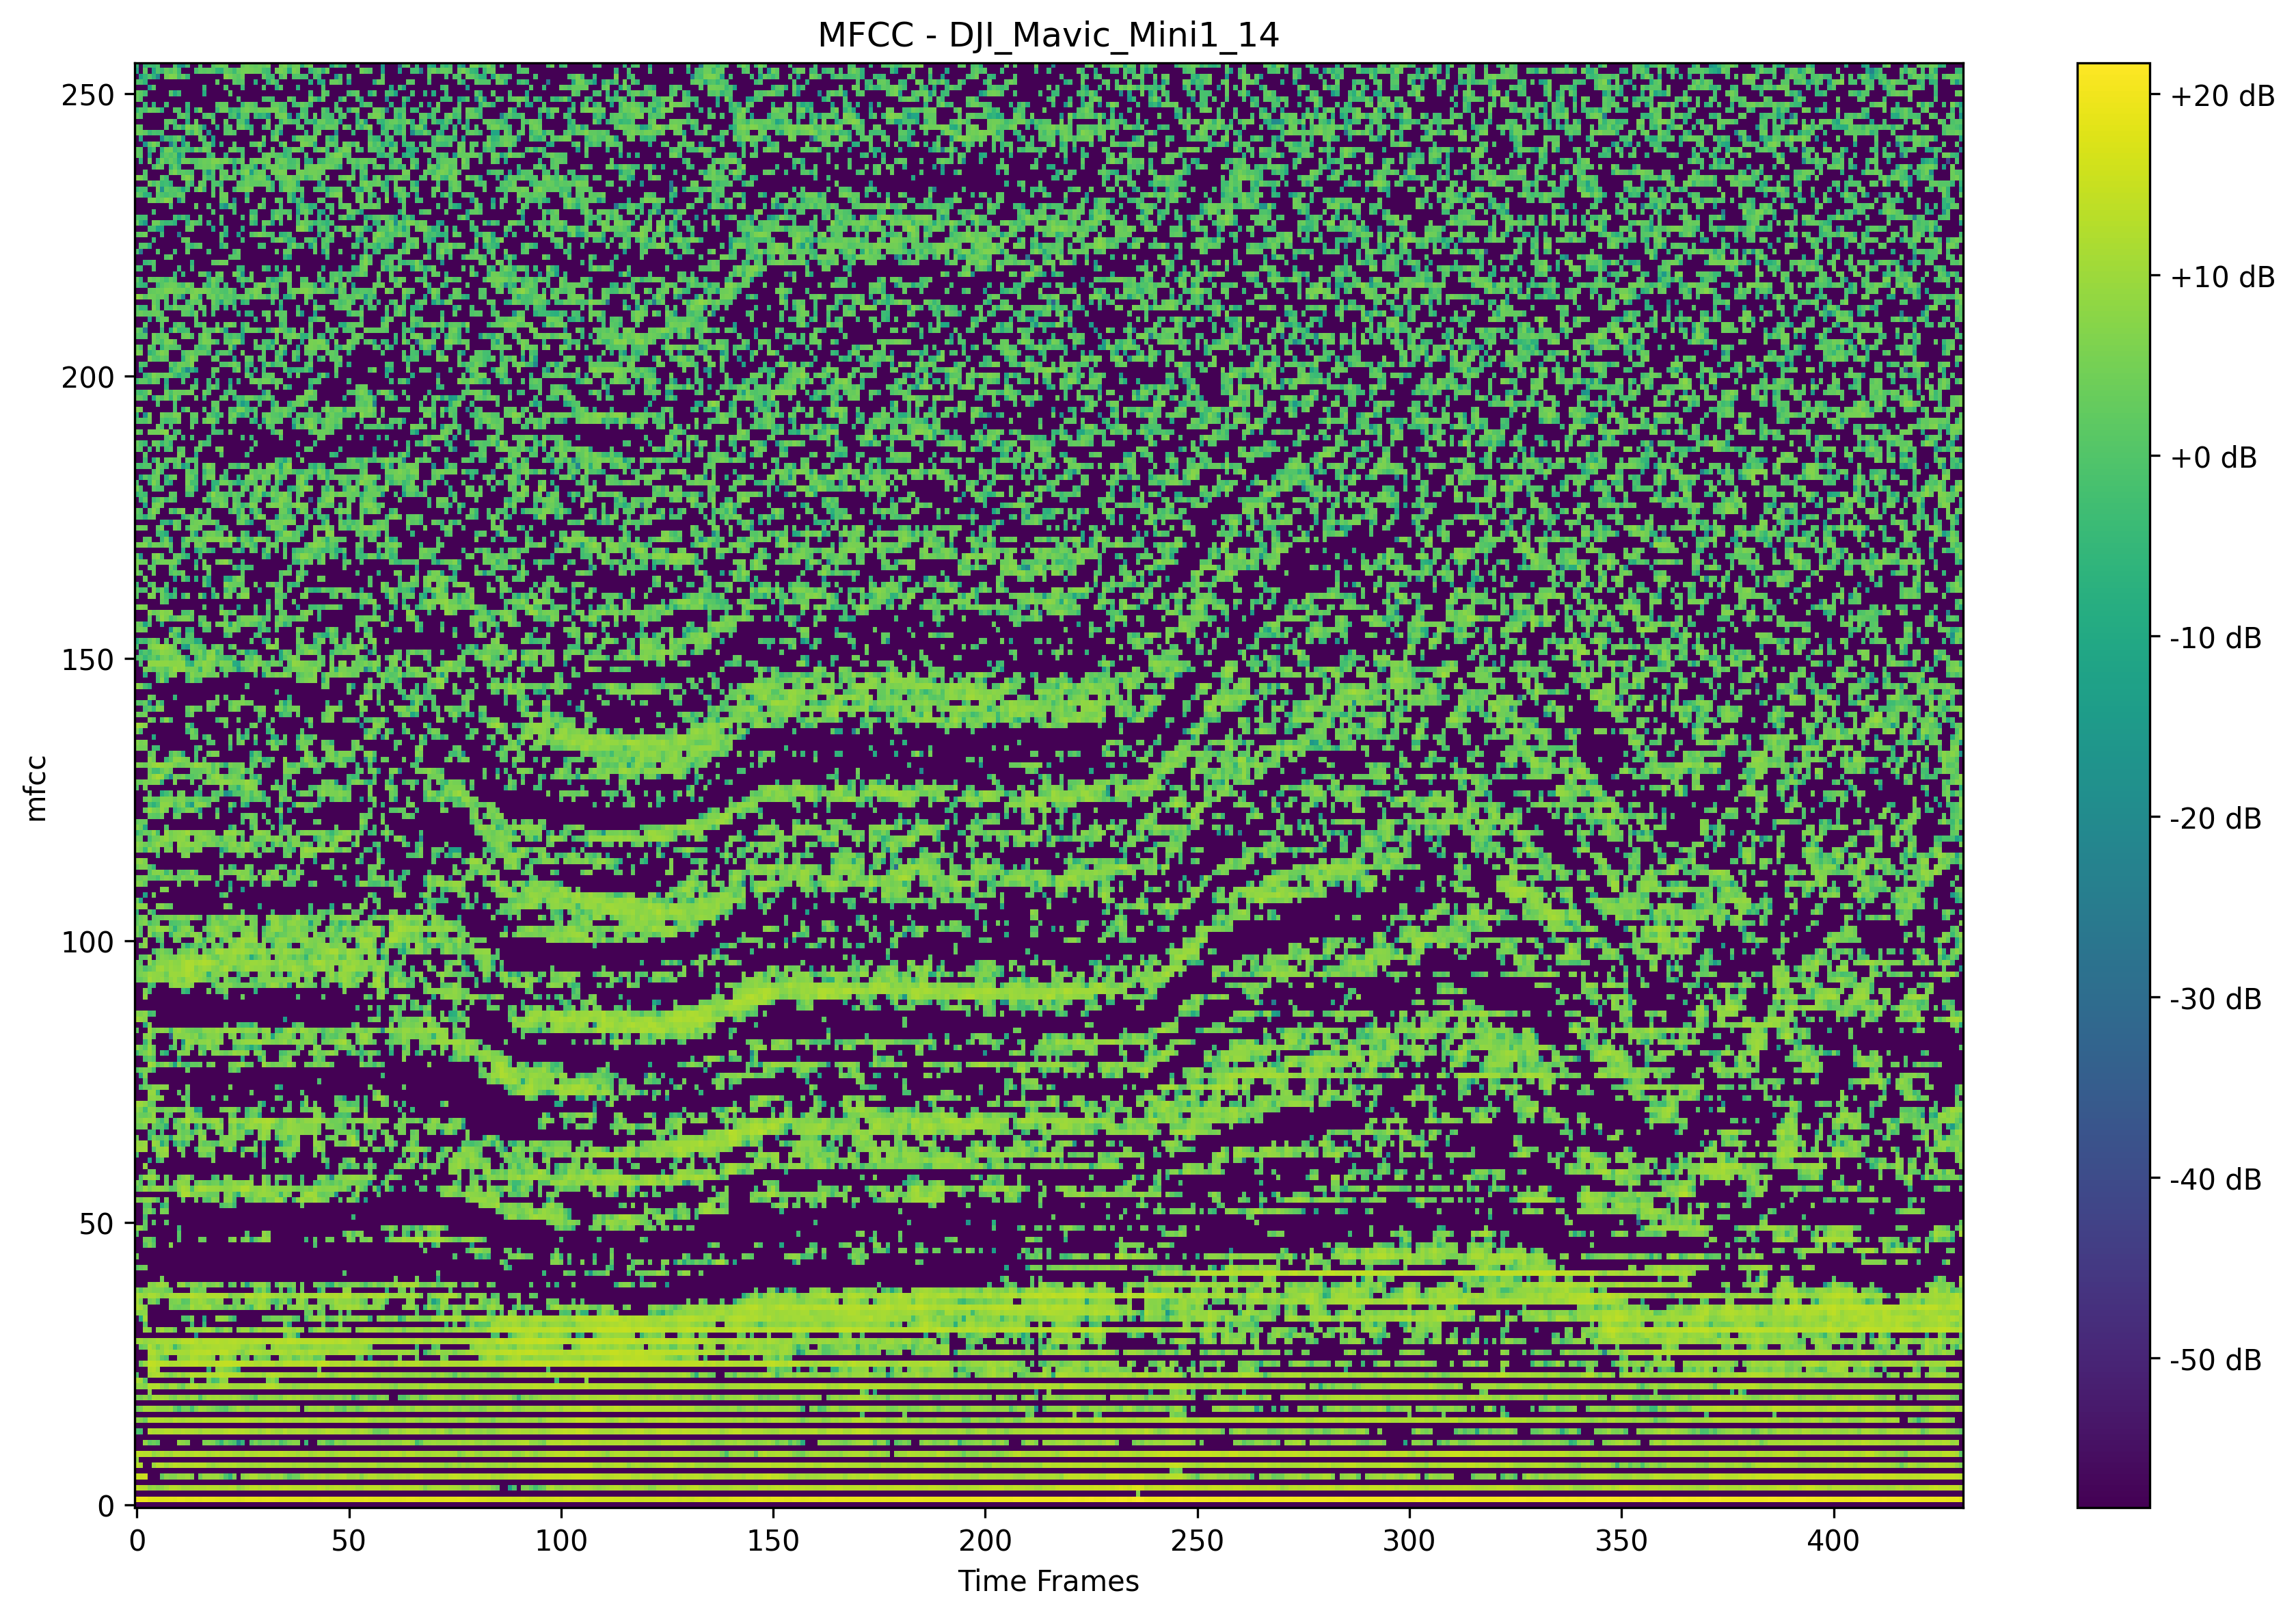 MFCC - DJI_Mavic_Mini1_14
250
200
150
100
50
0
mfcc
0 50 100 150 200 250 300 350 400
Time Frames
+20 dB
+10 dB
+0 dB
-10 dB
-20 dB
-30 dB
-40 dB
-50 dB